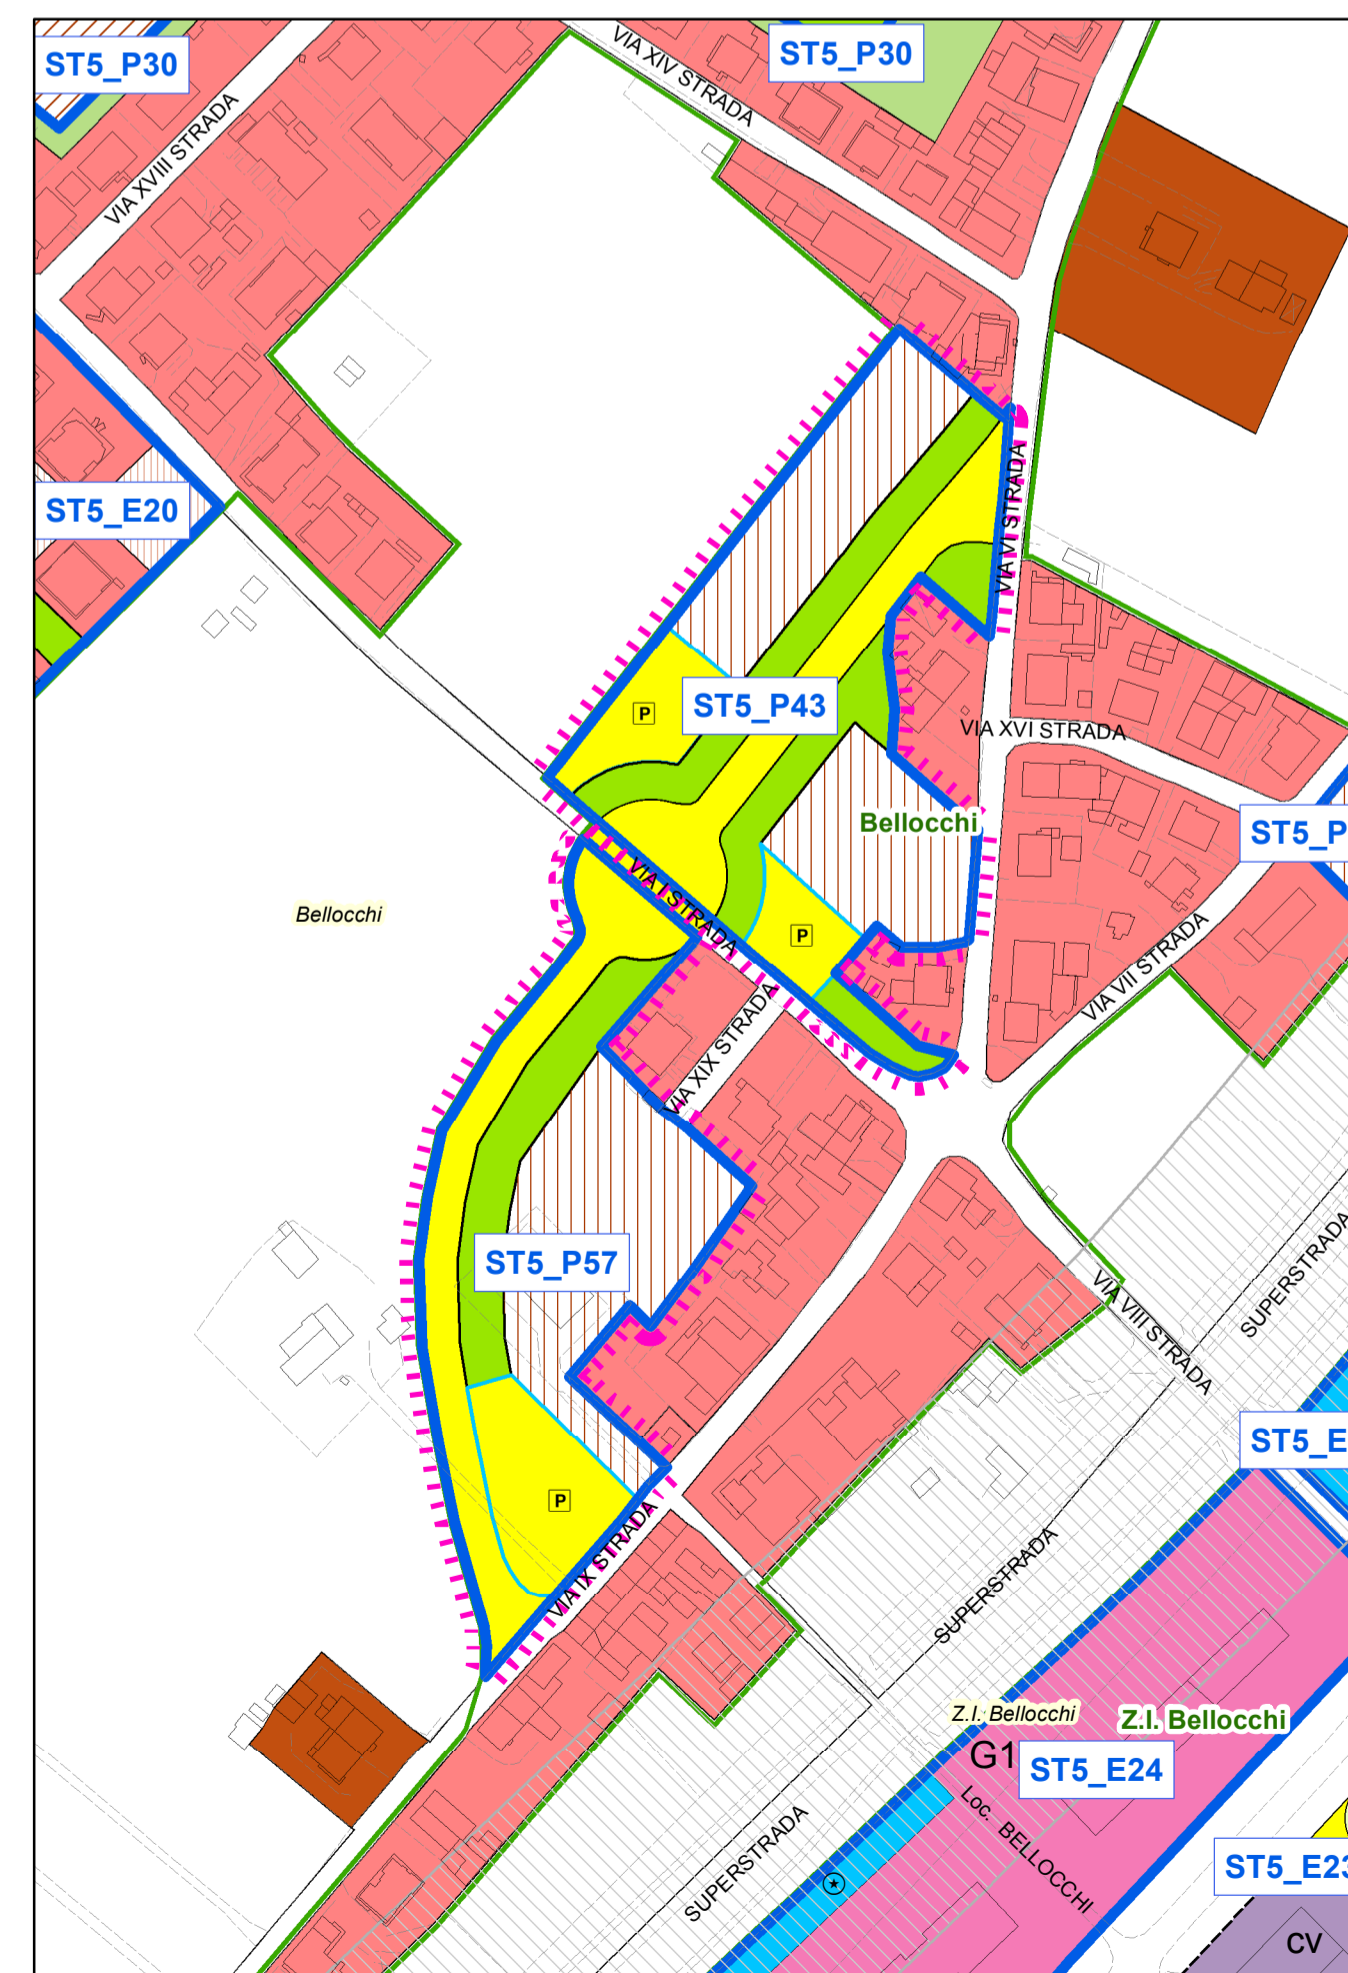 ST5_P30
ST5_P30
VIA XIV STRADA
VIA XVIII STRADA
ST5_E20
VIA VI STRADA
ST5_P43
P
VIA XVI STRADA
Bellocchi
ST5_P
VIA I STRADA
Bellocchi
P
VIA VII STRADA
VIA XIX STRADA
ST5_P57
SUPERSTRADA
VIA VIII STRADA
ST5_E
P
VIA IX STRADA
SUPERSTRADA
Z.I. Bellocchi
Z.I. Bellocchi
G1
ST5_E24
Loc. BELLOCCHI
SUPERSTRADA
ST5_E23
CV